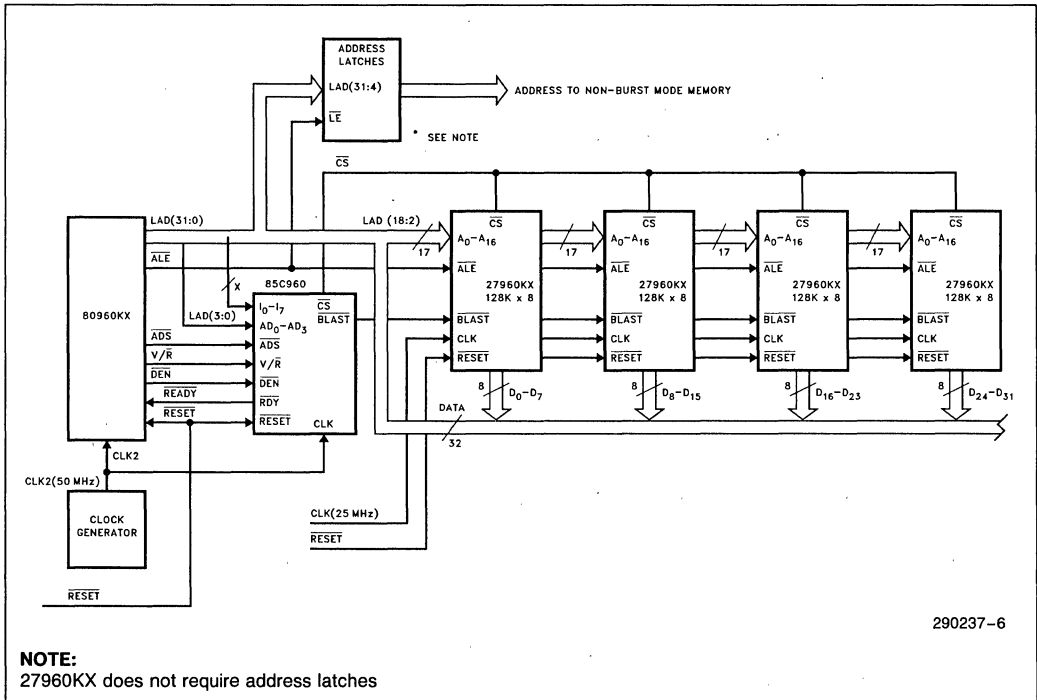 ADDRESS
LATCHES
LAD(31:4)
ADDRESS TO NON-BURST MODE MEMORY
LE
* SEE NOTE
CS
LAD(31:0)
LAD (18:2)
17
17
17
17
ALE
X
85C960
80960KX
LAD(3:0)
I0-I7
AD0-AD3
CS
BLAST
ADS
ADS
V/R
V/R
DEN
DEN
READY
RDY
RESET
RESET
CLK
CLK2
CLK2(50 MHz)
CLOCK
GENERATOR
RESET
CS
A0-A16
ALE
27960KX
128K x 8
BLAST
CLK
RESET
CS
A0-A16
ALE
27960KX
128K x 8
BLAST
CLK
RESET
CS
A0-A16
ALE
27960KX
128K x 8
BLAST
CLK
RESET
CS
A0-A16
ALE
27960KX
128K x 8
BLAST
CLK
RESET
8
D0-D7
8
D8-D15
8
D16-D23
8
D24-D31
DATA
32
CLK(25 MHz)
RESET
290237-6
NOTE:
27960KX does not require address latches